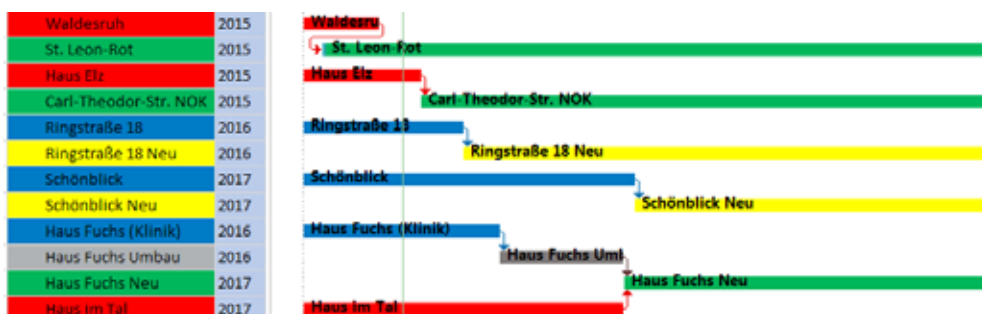 Waldesruh 2015 Waldesru
St. Leon-Rot 2015 St. Leon-Rot
Haus Elz 2015 Haus Elz
Carl-Theodor-Str. NOK 2015 Carl-Theodor-Str. NOK
Ringstraße 18 2016 Ringstraße 18
Ringstraße 18 Neu 2016 Ringstraße 18 Neu
Schönblick 2017 Schönblick
Schönblick Neu 2017 Schönblick Neu
Haus Fuchs (Klinik) 2016 Haus Fuchs (Klinik)
Haus Fuchs Umbau 2016 Haus Fuchs Uml
Haus Fuchs Neu 2017 Haus Fuchs Neu
Haus im Tal 2017 Haus im Tal